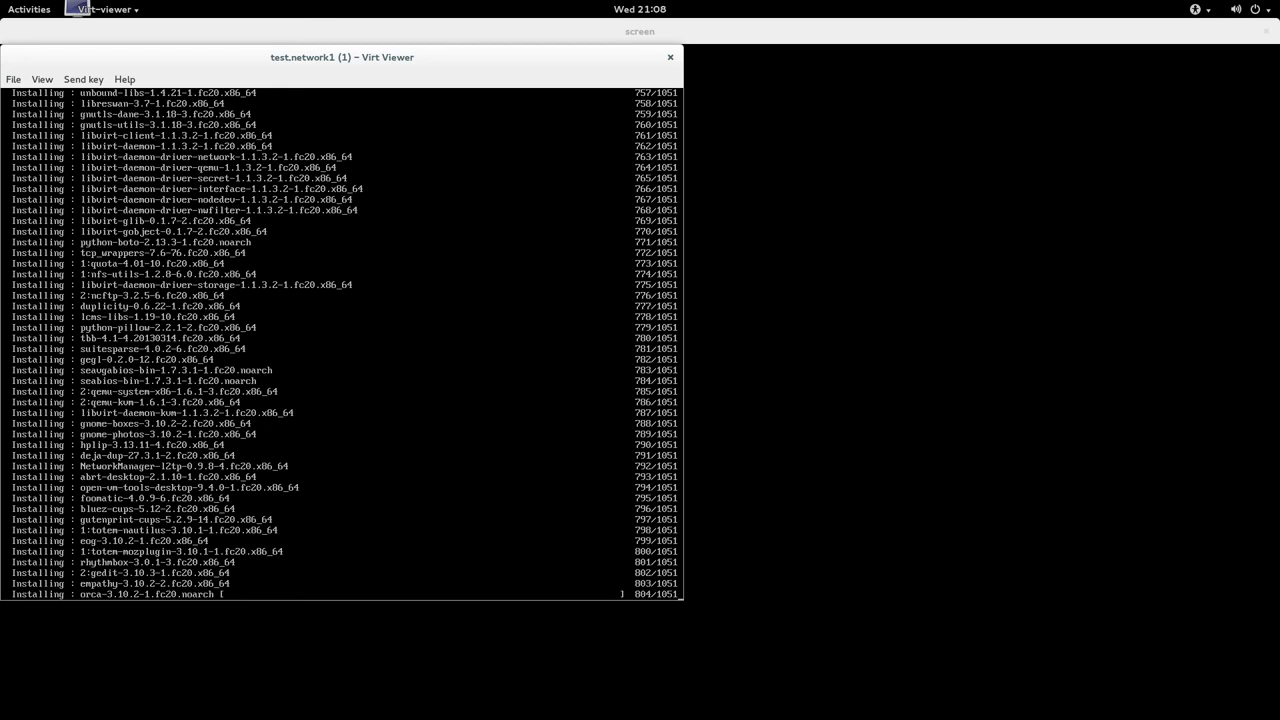 Activities Virt-viewer Wed 21:08
screen
test.network1 (1) – Virt Viewer ×
File View Send key Help
Installing : unbound-libs-1.4.21-1.fc20.x86_64 757/1051
Installing : libreswan-3.7-1.fc20.x86_64 758/1051
Installing : gnutls-dane-3.1.18-3.fc20.x86_64 759/1051
Installing : gnutls-utils-3.1.18-3.fc20.x86_64 760/1051
Installing : libvirt-client-1.1.3.2-1.fc20.x86_64 761/1051
Installing : libvirt-daemon-1.1.3.2-1.fc20.x86_64 762/1051
Installing : libvirt-daemon-driver-network-1.1.3.2-1.fc20.x86_64 763/1051
Installing : libvirt-daemon-driver-qemu-1.1.3.2-1.fc20.x86_64 764/1051
Installing : libvirt-daemon-driver-secret-1.1.3.2-1.fc20.x86_64 765/1051
Installing : libvirt-daemon-driver-interface-1.1.3.2-1.fc20.x86_64 766/1051
Installing : libvirt-daemon-driver-nodedev-1.1.3.2-1.fc20.x86_64 767/1051
Installing : libvirt-daemon-driver-nwfilter-1.1.3.2-1.fc20.x86_64 768/1051
Installing : libvirt-glib-0.1.7-2.fc20.x86_64 769/1051
Installing : libvirt-gobject-0.1.7-2.fc20.x86_64 770/1051
Installing : python-boto-2.13.3-1.fc20.noarch 771/1051
Installing : tcp_wrappers-7.6-76.fc20.x86_64 772/1051
Installing : 1:quota-4.01-10.fc20.x86_64 773/1051
Installing : 1:nfs-utils-1.2.8-6.0.fc20.x86_64 774/1051
Installing : libvirt-daemon-driver-storage-1.1.3.2-1.fc20.x86_64 775/1051
Installing : 2:ncftp-3.2.5-6.fc20.x86_64 776/1051
Installing : duplicity-0.6.22-1.fc20.x86_64 777/1051
Installing : lcms-libs-1.19-10.fc20.x86_64 778/1051
Installing : python-pillow-2.2.1-2.fc20.x86_64 779/1051
Installing : tbb-4.1-4.20130314.fc20.x86_64 780/1051
Installing : suitesparse-4.0.2-6.fc20.x86_64 781/1051
Installing : gegl-0.2.0-12.fc20.x86_64 782/1051
Installing : seavgabios-bin-1.7.3.1-1.fc20.noarch 783/1051
Installing : seabios-bin-1.7.3.1-1.fc20.noarch 784/1051
Installing : 2:qemu-system-x86-1.6.1-3.fc20.x86_64 785/1051
Installing : 2:qemu-kvm-1.6.1-3.fc20.x86_64 786/1051
Installing : libvirt-daemon-kvm-1.1.3.2-1.fc20.x86_64 787/1051
Installing : gnome-boxes-3.10.2-2.fc20.x86_64 788/1051
Installing : gnome-photos-3.10.2-1.fc20.x86_64 789/1051
Installing : hplip-3.13.11-4.fc20.x86_64 790/1051
Installing : deja-dup-27.3.1-2.fc20.x86_64 791/1051
Installing : NetworkManager-l2tp-0.9.8-4.fc20.x86_64 792/1051
Installing : abrt-desktop-2.1.10-1.fc20.x86_64 793/1051
Installing : open-vm-tools-desktop-9.4.0-1.fc20.x86_64 794/1051
Installing : foomatic-4.0.9-6.fc20.x86_64 795/1051
Installing : bluez-cups-5.12-2.fc20.x86_64 796/1051
Installing : gutenprint-cups-5.2.9-14.fc20.x86_64 797/1051
Installing : 1:totem-nautilus-3.10.1-1.fc20.x86_64 798/1051
Installing : eog-3.10.2-1.fc20.x86_64 799/1051
Installing : 1:totem-mozplugin-3.10.1-1.fc20.x86_64 800/1051
Installing : rhythmbox-3.0.1-3.fc20.x86_64 801/1051
Installing : 2:gedit-3.10.3-1.fc20.x86_64 802/1051
Installing : empathy-3.10.2-2.fc20.x86_64 803/1051
Installing : orca-3.10.2-1.fc20.noarch [ ] 804/1051_